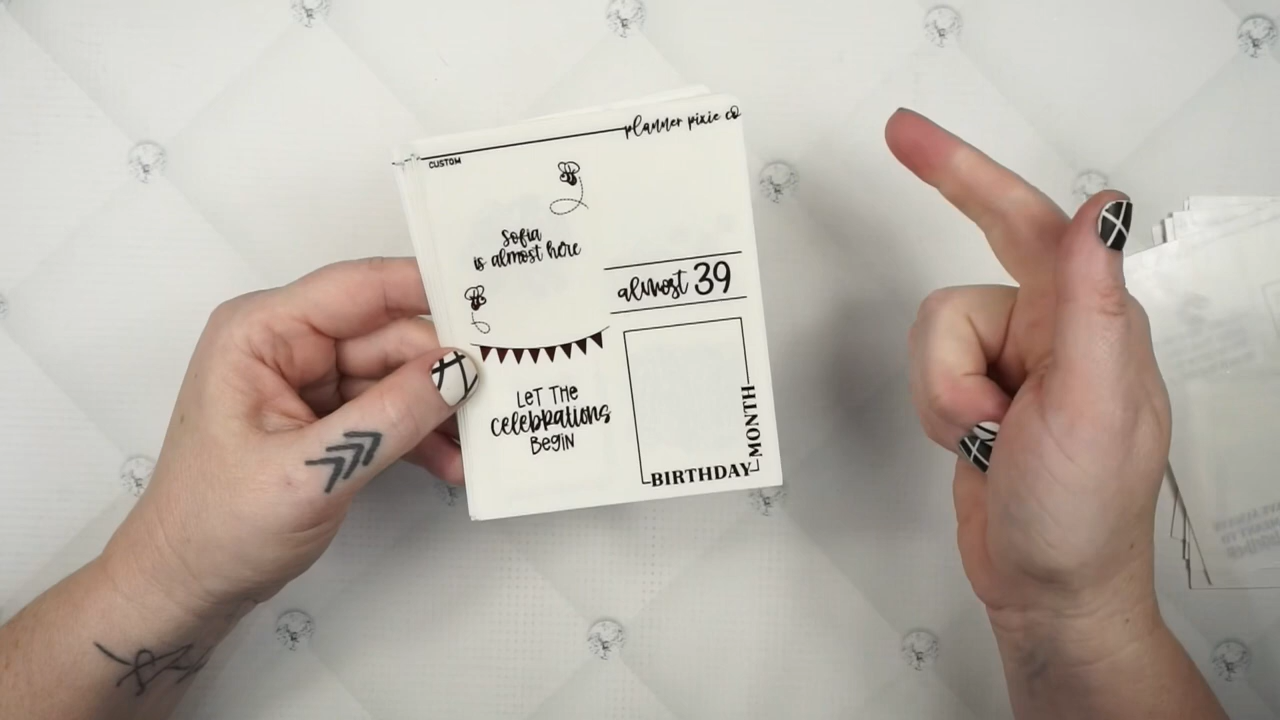 planner pixie co
CUSTOM
Sofia
is almost here
almost 39
LeT THe
celebrations
BegiN
BIRTHDAY
MONTH